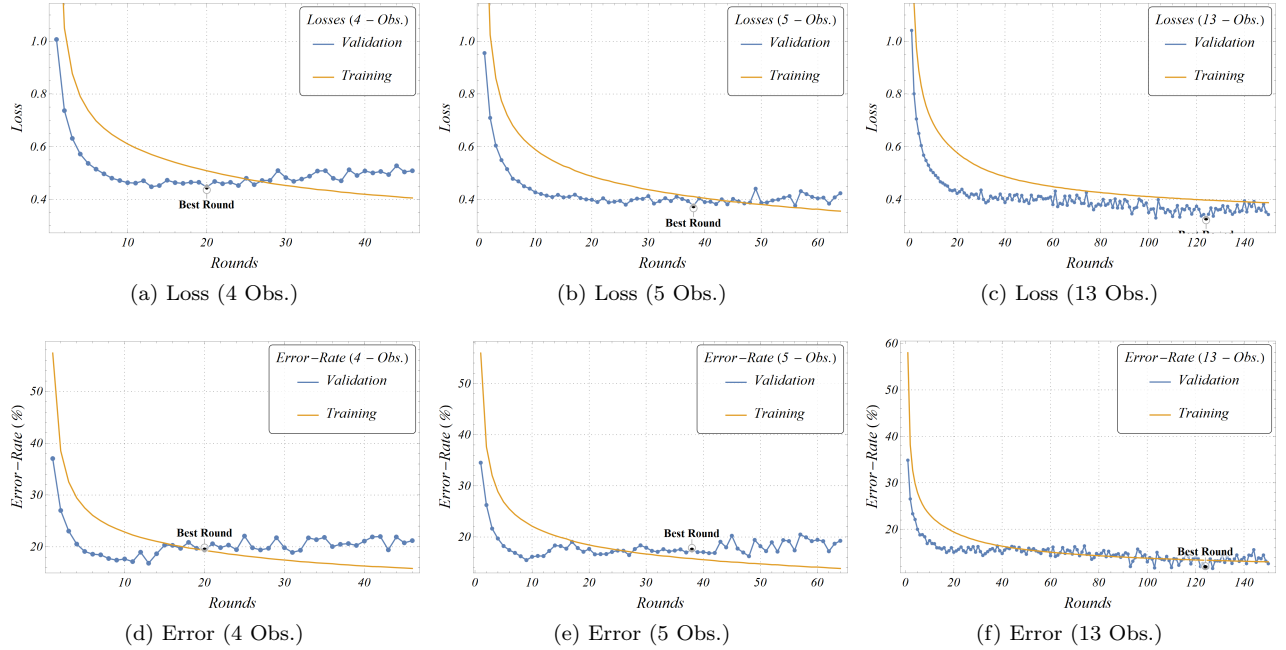 Losses (4 - Obs.)
Validation
Training
1.0
0.8
0.6
0.4
Loss
Best Round
10
20
30
40
Rounds
(a) Loss (4 Obs.)
Losses (5 - Obs.)
Validation
Training
1.0
0.8
0.6
0.4
Loss
Best Round
0
10
20
30
40
50
60
Rounds
(b) Loss (5 Obs.)
Losses (13 - Obs.)
Validation
Training
1.0
0.8
0.6
0.4
Loss
0
20
40
60
80
100
120
140
Rounds
(c) Loss (13 Obs.)
Error-Rate (4 - Obs.)
Validation
Training
50
40
30
20
Error-Rate (%)
Best Round
10
20
30
40
Rounds
(d) Error (4 Obs.)
Error-Rate (5 - Obs.)
Validation
Training
50
40
30
20
Error-Rate (%)
Best Round
0
10
20
30
40
50
60
Rounds
(e) Error (5 Obs.)
Error-Rate (13 - Obs.)
Validation
Training
60
50
40
30
20
Error-Rate (%)
Best Round
0
20
40
60
80
100
120
140
Rounds
(f) Error (13 Obs.)